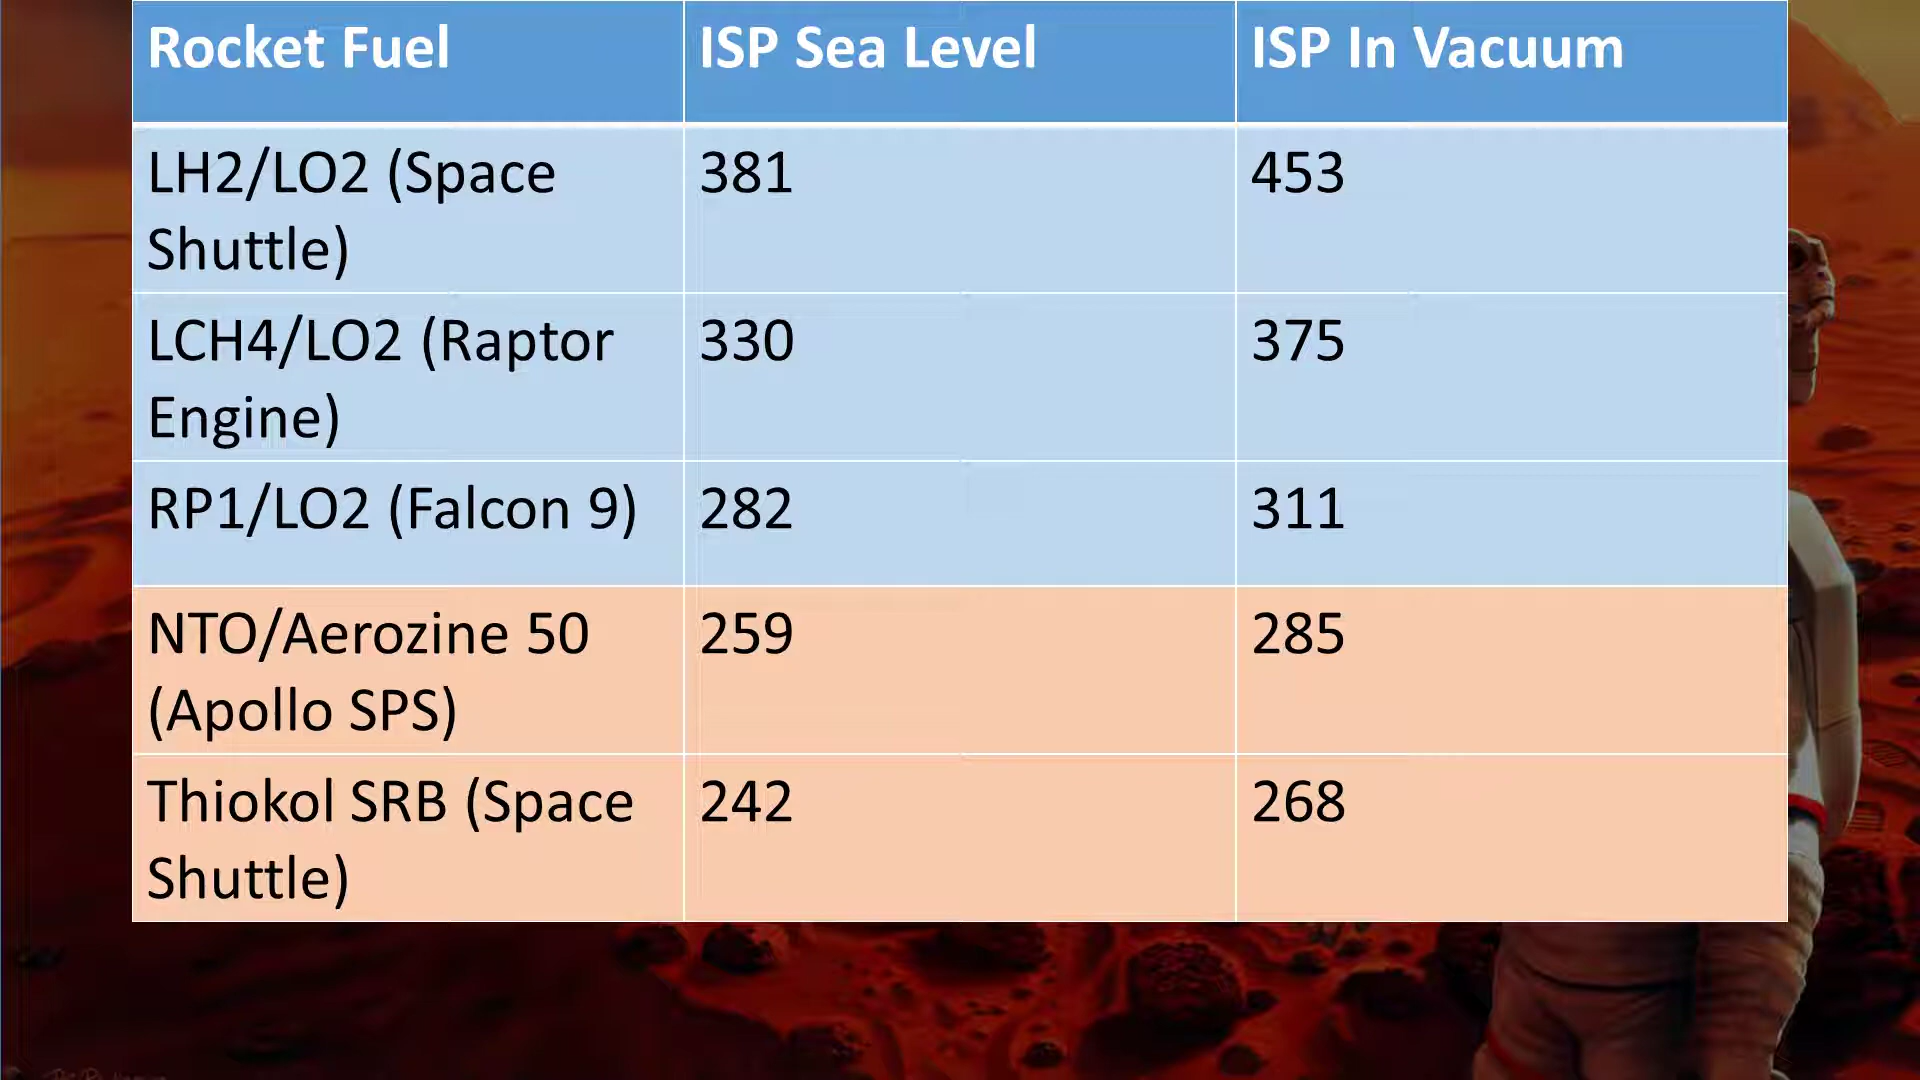 Rocket Fuel
ISP Sea Level
ISP In Vacuum
LH2/LO2 (Space
Shuttle)
381
453
LCH4/LO2 (Raptor
Engine)
330
375
RP1/LO2 (Falcon 9)
282
311
NTO/Aerozine 50
(Apollo SPS)
259
285
Thiokol SRB (Space
Shuttle)
242
268